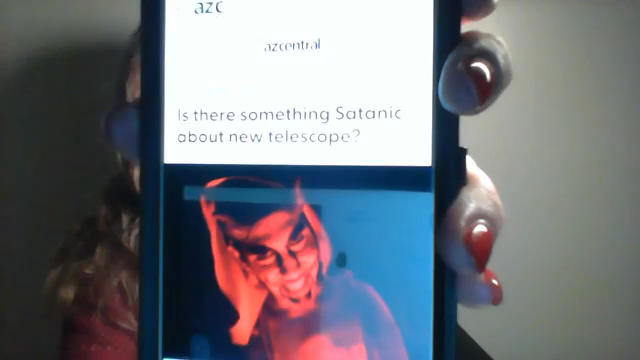 azc
azcentral
Is there something Satanic
about new telescope?